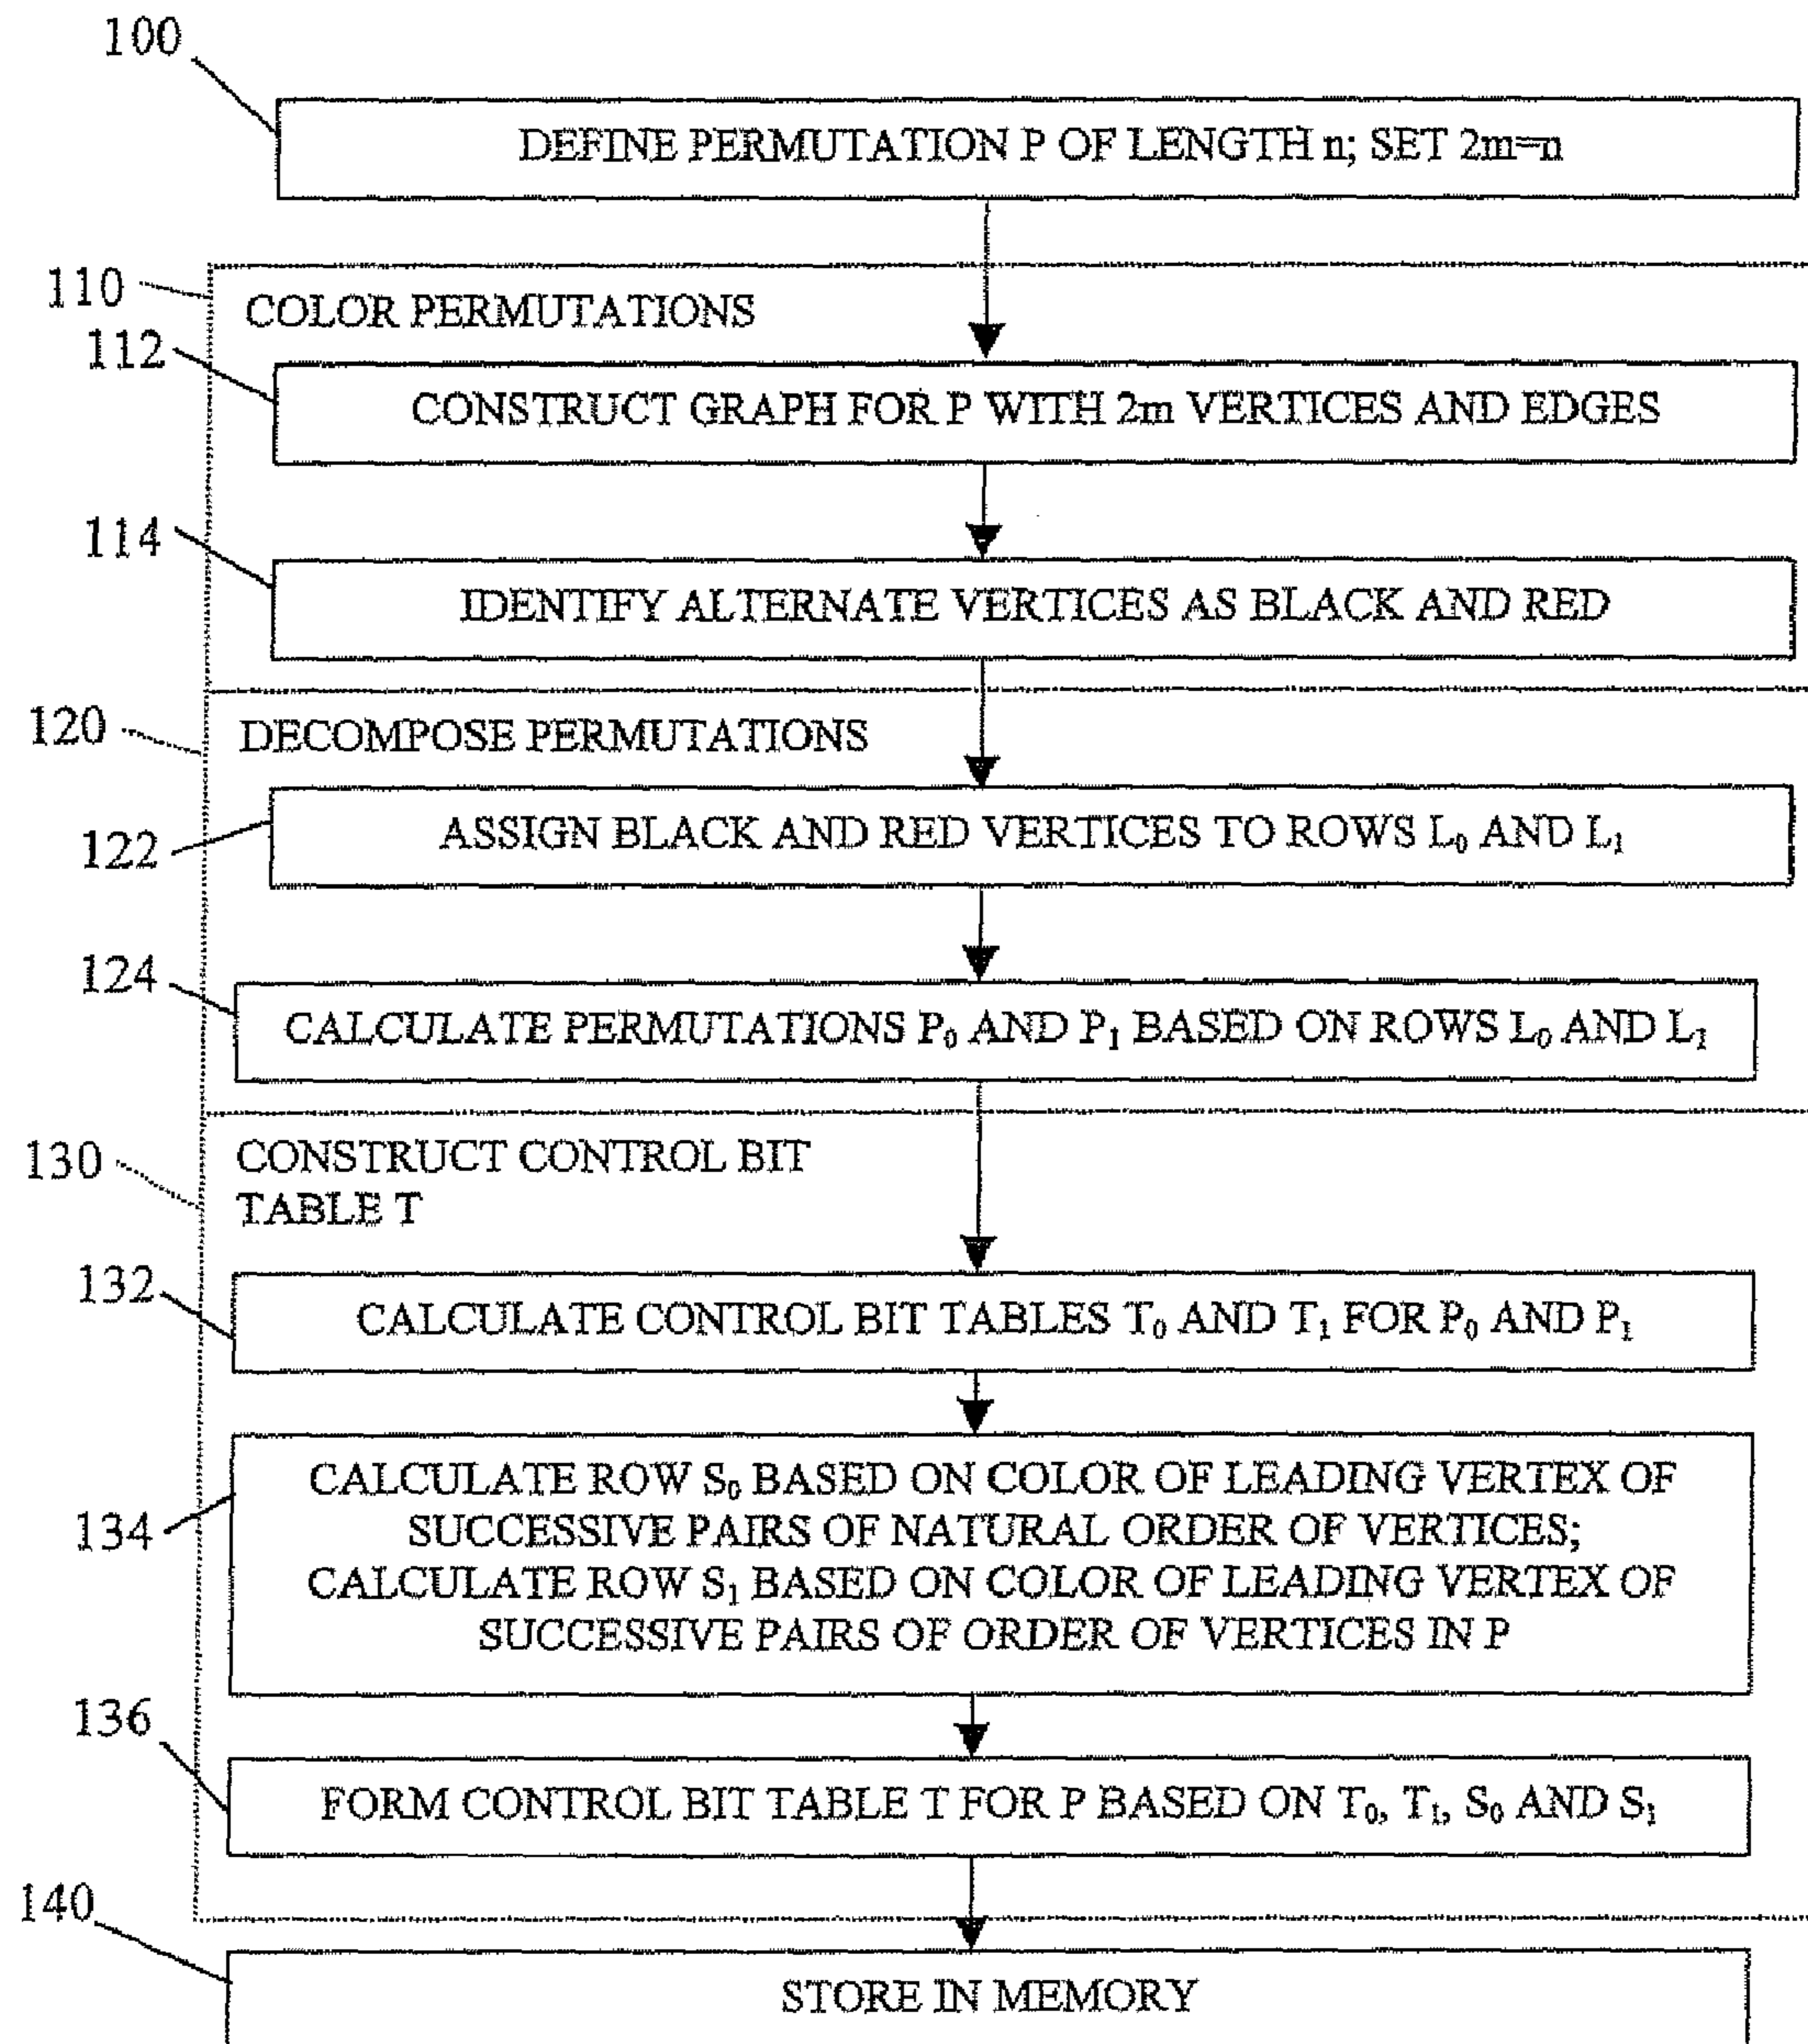 100
DEFINE PERMUTATION P OF LENGTH n; SET 2m=n
110
COLOR PERMUTATIONS
112
CONSTRUCT GRAPH FOR P WITH 2m VERTICES AND EDGES
114
IDENTIFY ALTERNATE VERTICES AS BLACK AND RED
120
DECOMPOSE PERMUTATIONS
122
ASSIGN BLACK AND RED VERTICES TO ROWS L₀ AND L₁
124
CALCULATE PERMUTATIONS P₀ AND P₁ BASED ON ROWS L₀ AND L₁
130
CONSTRUCT CONTROL BIT
TABLE T
132
CALCULATE CONTROL BIT TABLES T₀ AND T₁ FOR P₀ AND P₁
134
CALCULATE ROW S₀ BASED ON COLOR OF LEADING VERTEX OF
SUCCESSIVE PAIRS OF NATURAL ORDER OF VERTICES;
CALCULATE ROW S₁ BASED ON COLOR OF LEADING VERTEX OF
SUCCESSIVE PAIRS OF ORDER OF VERTICES IN P
136
FORM CONTROL BIT TABLE T FOR P BASED ON T₀, T₁, S₀ AND S₁
140
STORE IN MEMORY